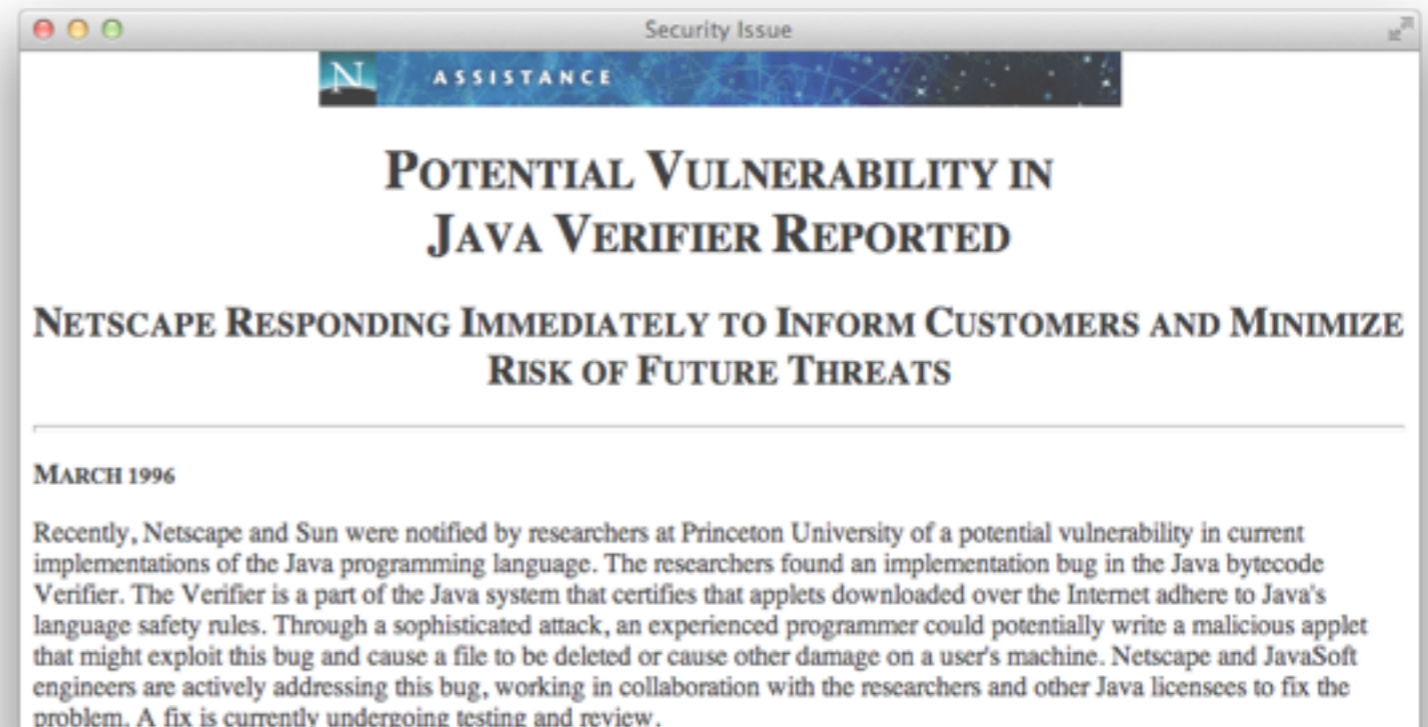 Security Issue
N ASSISTANCE
POTENTIAL VULNERABILITY IN
JAVA VERIFIER REPORTED
NETSCAPE RESPONDING IMMEDIATELY TO INFORM CUSTOMERS AND MINIMIZE
RISK OF FUTURE THREATS
MARCH 1996
Recently, Netscape and Sun were notified by researchers at Princeton University of a potential vulnerability in current
implementations of the Java programming language. The researchers found an implementation bug in the Java bytecode
Verifier. The Verifier is a part of the Java system that certifies that applets downloaded over the Internet adhere to Java's
language safety rules. Through a sophisticated attack, an experienced programmer could potentially write a malicious applet
that might exploit this bug and cause a file to be deleted or cause other damage on a user's machine. Netscape and JavaSoft
engineers are actively addressing this bug, working in collaboration with the researchers and other Java licensees to fix the
problem. A fix is currently undergoing testing and review.